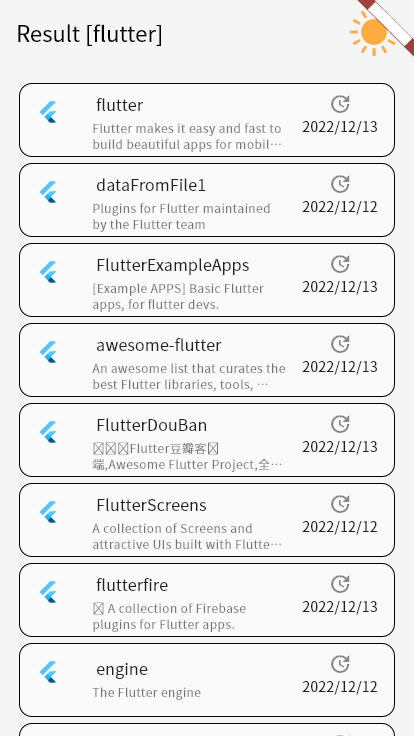 Result [flutter]
flutter
Flutter makes it easy and fast to
build beautiful apps for mobil…
2022/12/13
dataFromFile1
Plugins for Flutter maintained
by the Flutter team
2022/12/12
FlutterExampleApps
[Example APPS] Basic Flutter
apps, for flutter devs.
2022/12/13
awesome-flutter
An awesome list that curates the
best Flutter libraries, tools, …
2022/12/13
FlutterDouBan
Flutter豆瓣客
端,Awesome Flutter Project,全…
2022/12/13
FlutterScreens
A collection of Screens and
attractive UIs built with Flutte…
2022/12/12
flutterfire
A collection of Firebase
plugins for Flutter apps.
2022/12/13
engine
The Flutter engine
2022/12/12